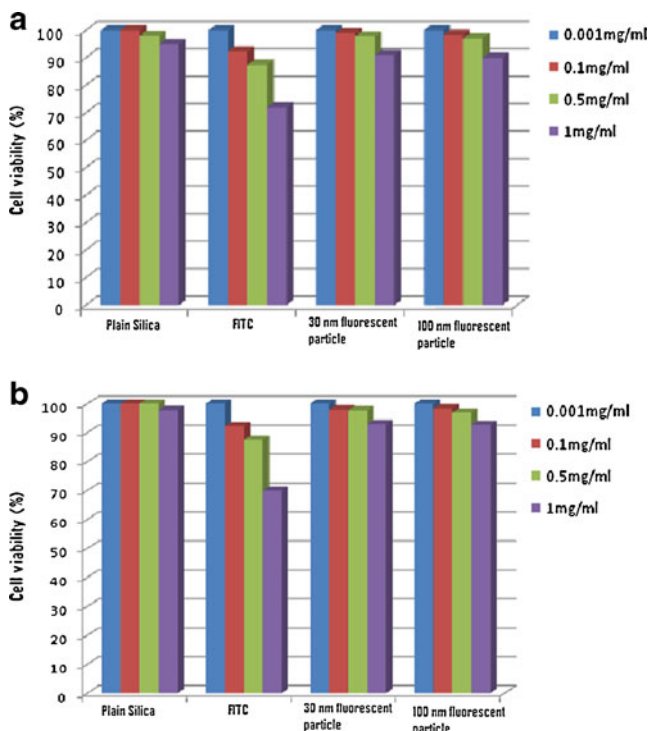 a
100
90
80
70
60
50
40
30
20
10
0
Cell viability (%)
Plain Silica
FITC
30 nm fluorescent
particle
100 nm fluorescent
particle
0.001mg/ml
0.1mg/ml
0.5mg/ml
1mg/ml
b
100
90
80
70
60
50
40
30
20
10
0
Cell viability (%)
Plain Silica
FITC
30 nm fluorescent
particle
100 nm fluorescent
particle
0.001mg/ml
0.1mg/ml
0.5mg/ml
1mg/ml